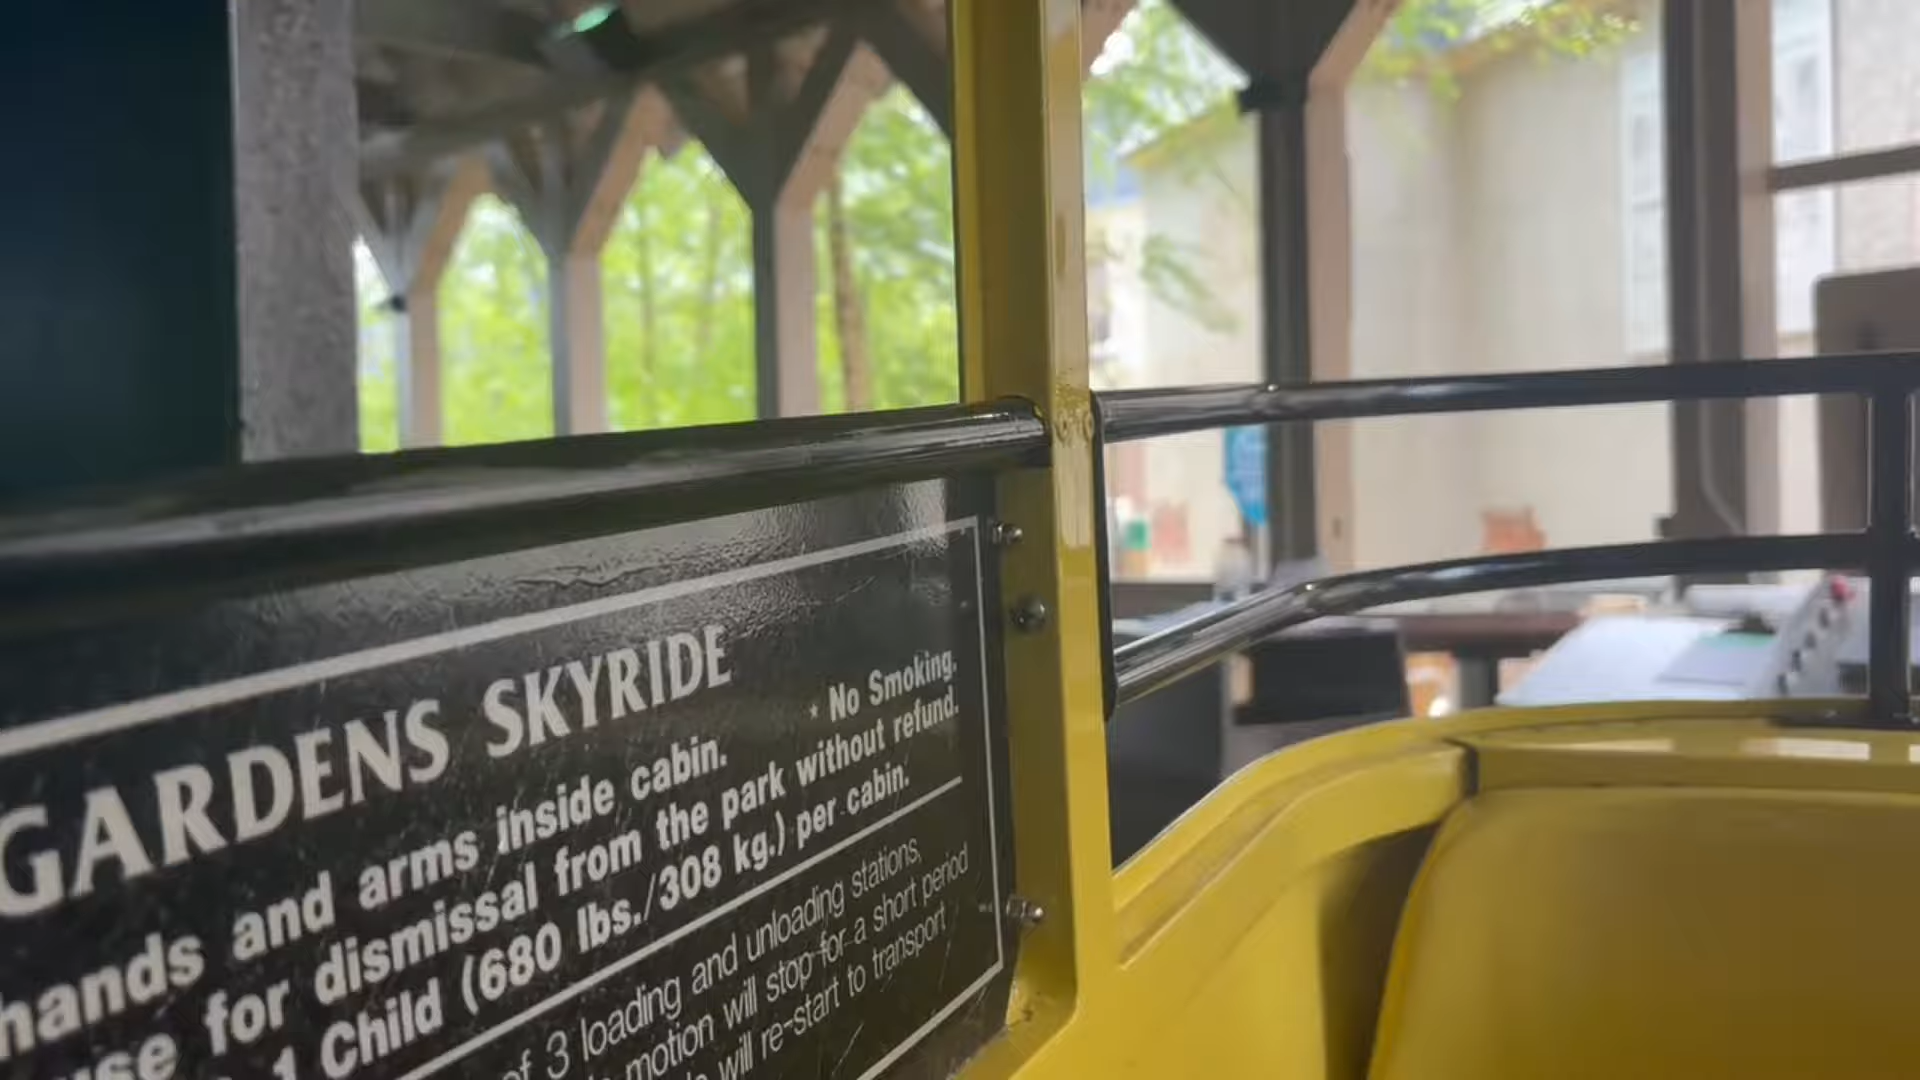 GARDENS SKYRIDE
hands and arms inside cabin. * No Smoking.
use for dismissal from the park without refund.
1 Child (680 lbs./308 kg.) per cabin.
of 3 loading and unloading stations,
motion will stop for a short period
will re-start to transport